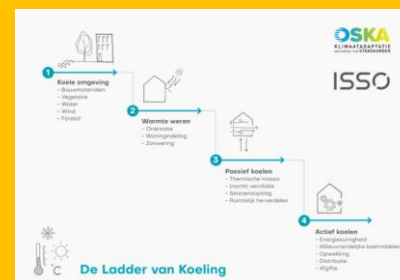 OSKA
KLIMAATADAPTATIE
STANDAARDEN
ISSO
1
Koele omgeving
- Bouwmaterialen
- Vegetatie
- Water
- Wind
- Fijnstof
2
Warmte weren
- Oriëntatie
- Woningindeling
- Zonwering
3
Passief koelen
- Thermische massa
- (nacht) ventilatie
- Seizoensopslag
- Ruimtelijk herverdelen
4
Actief koelen
- Energiezuinigheid
- Milieuvriendelijke koelmiddelen
- Opwekking
- Distributie
- Afgifte
°C
De Ladder van Koeling